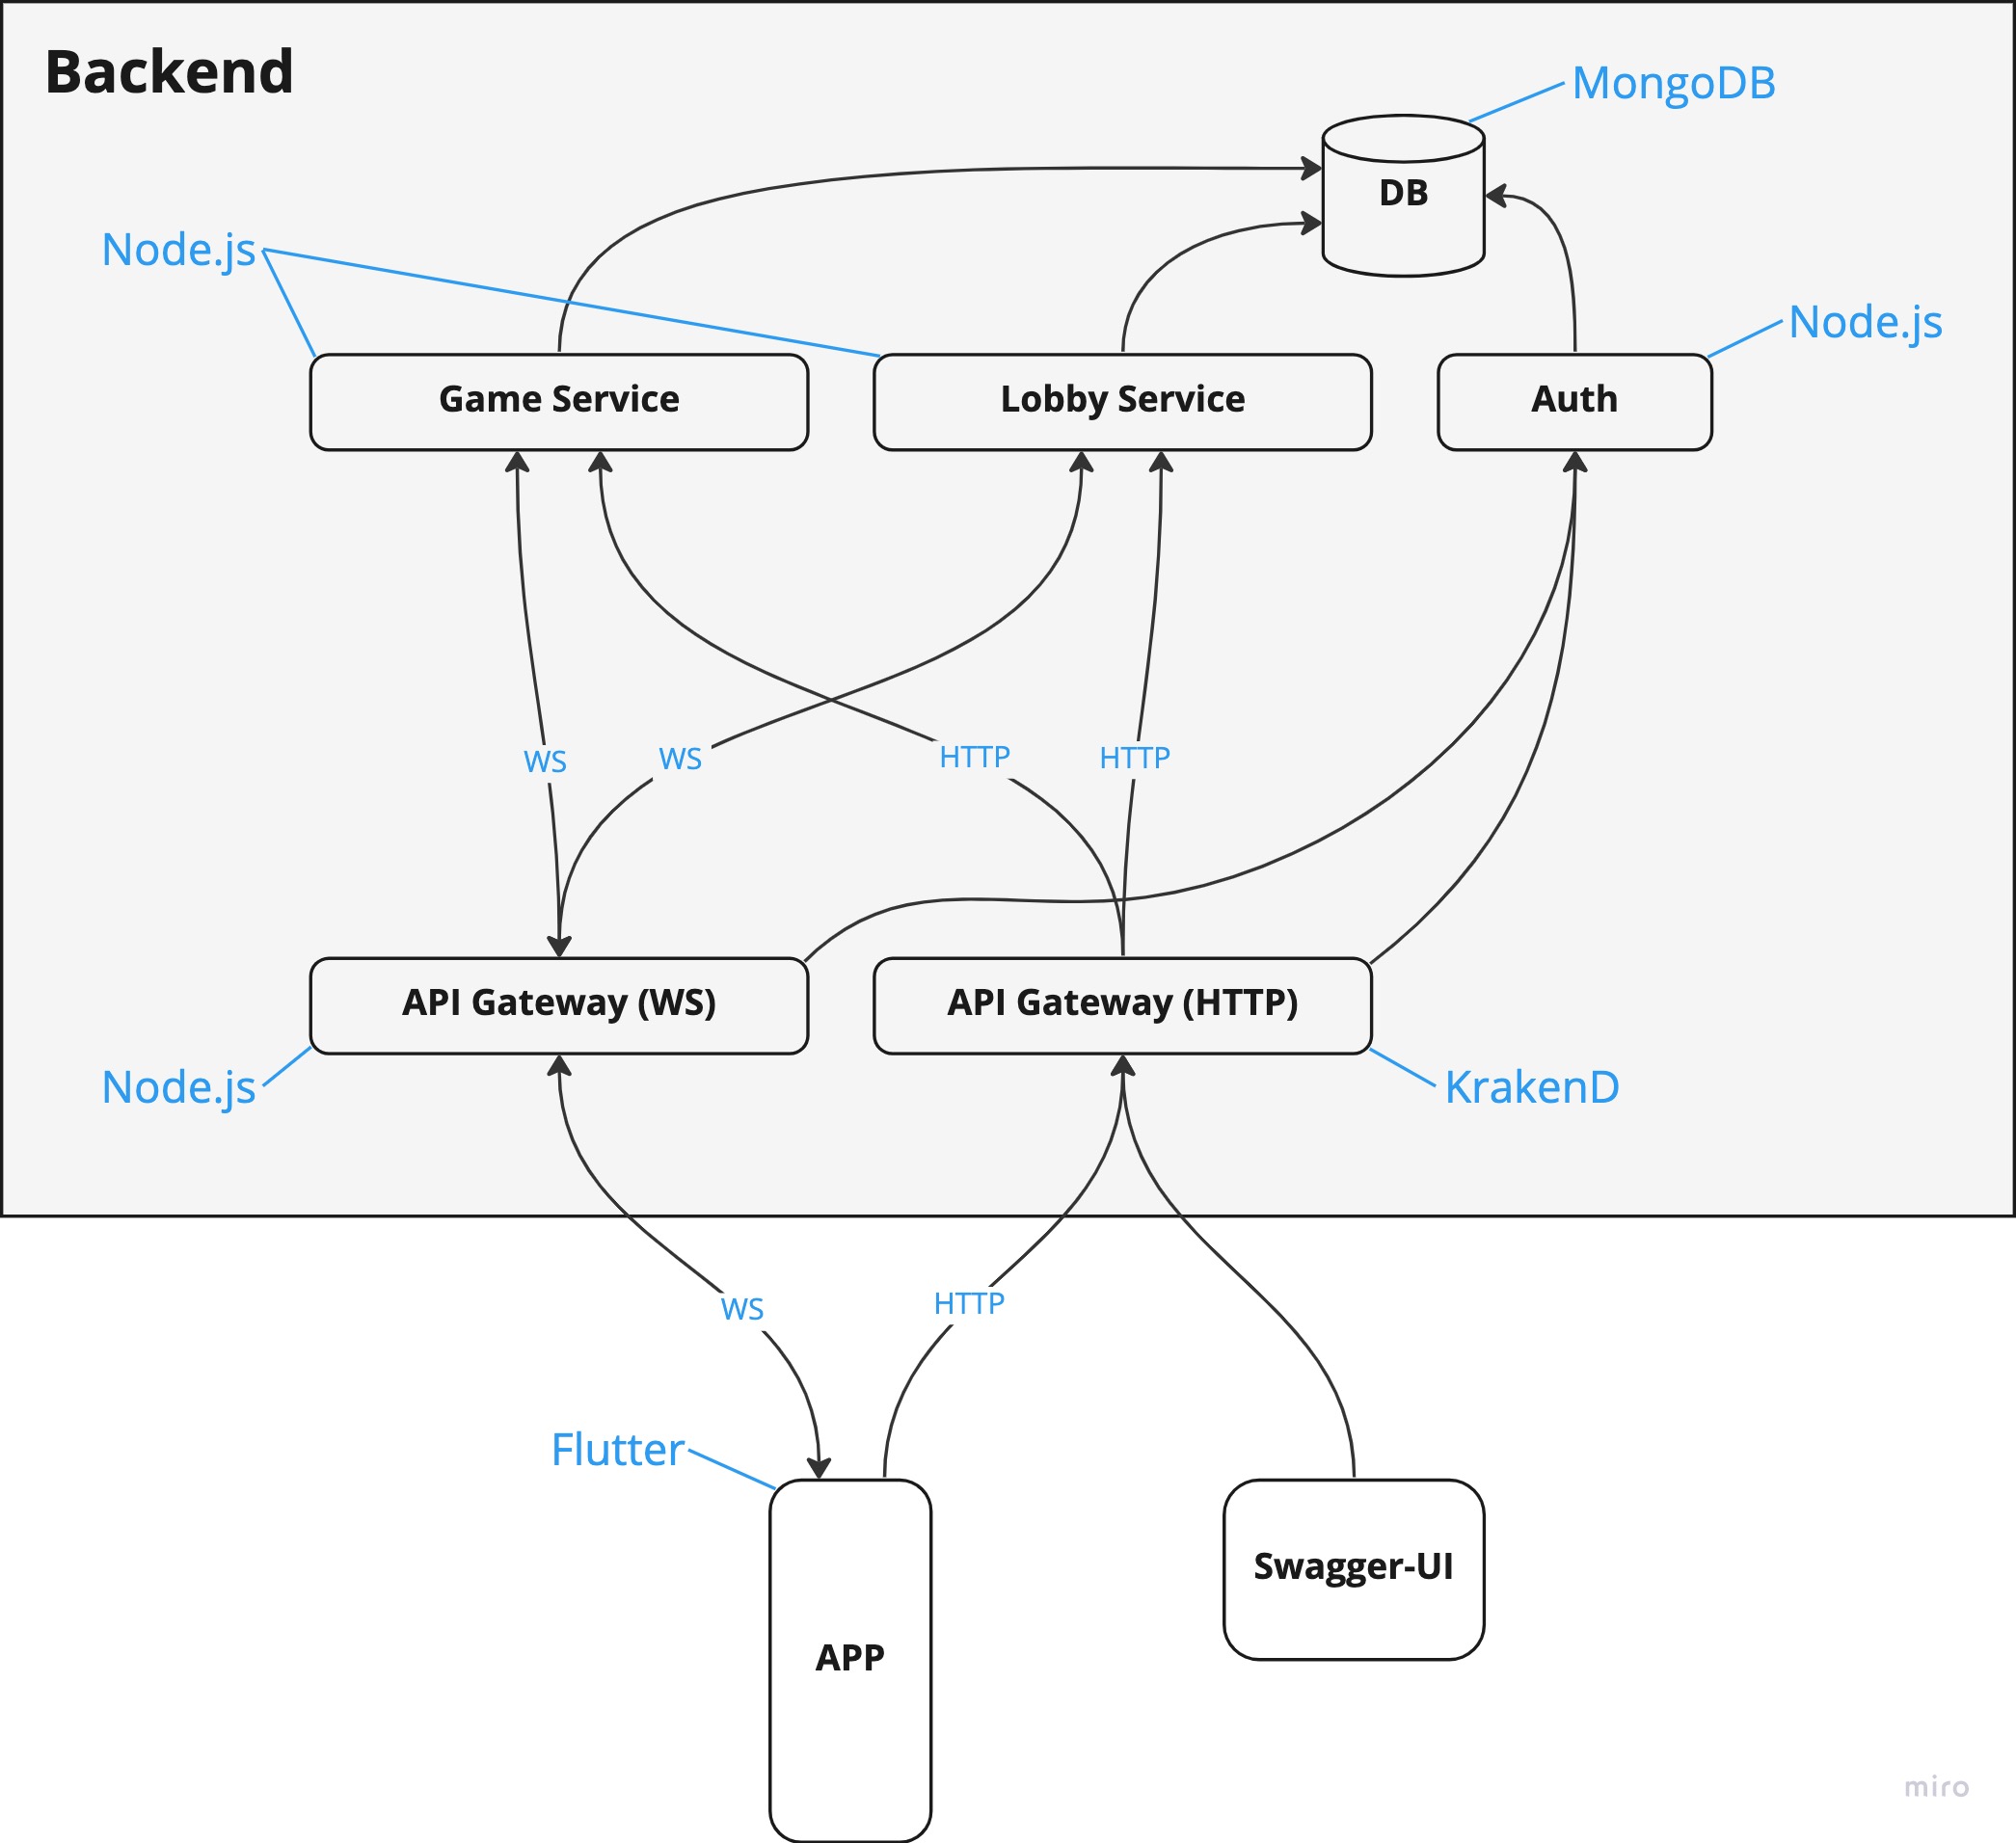 Backend
MongoDB
DB
Node.js
Node.js
Game Service
Lobby Service
Auth
WS
WS
HTTP
HTTP
API Gateway (WS)
API Gateway (HTTP)
Node.js
KrakenD
WS
HTTP
Flutter
Swagger-UI
APP
miro